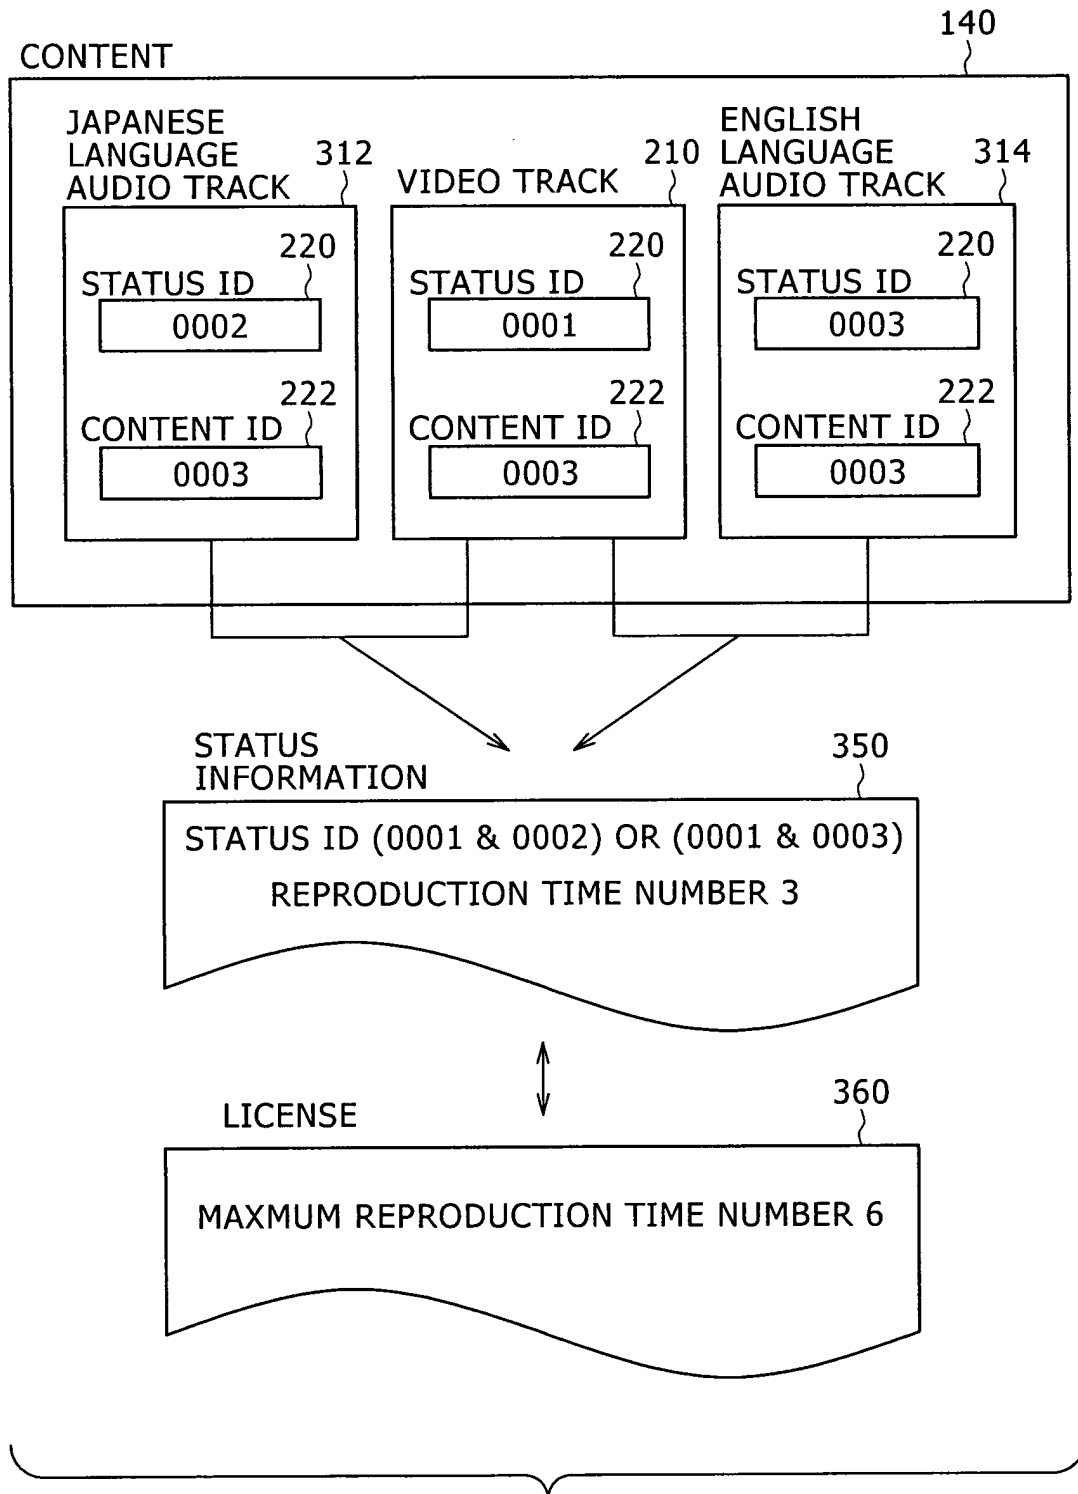 140
CONTENT
JAPANESE
LANGUAGE
AUDIO TRACK
312
STATUS ID
220
0002
CONTENT ID
222
0003
VIDEO TRACK
210
STATUS ID
220
0001
CONTENT ID
222
0003
ENGLISH
LANGUAGE
AUDIO TRACK
314
STATUS ID
220
0003
CONTENT ID
222
0003
STATUS
INFORMATION
350
STATUS ID (0001 & 0002) OR (0001 & 0003)
REPRODUCTION TIME NUMBER 3
LICENSE
360
MAXMUM REPRODUCTION TIME NUMBER 6